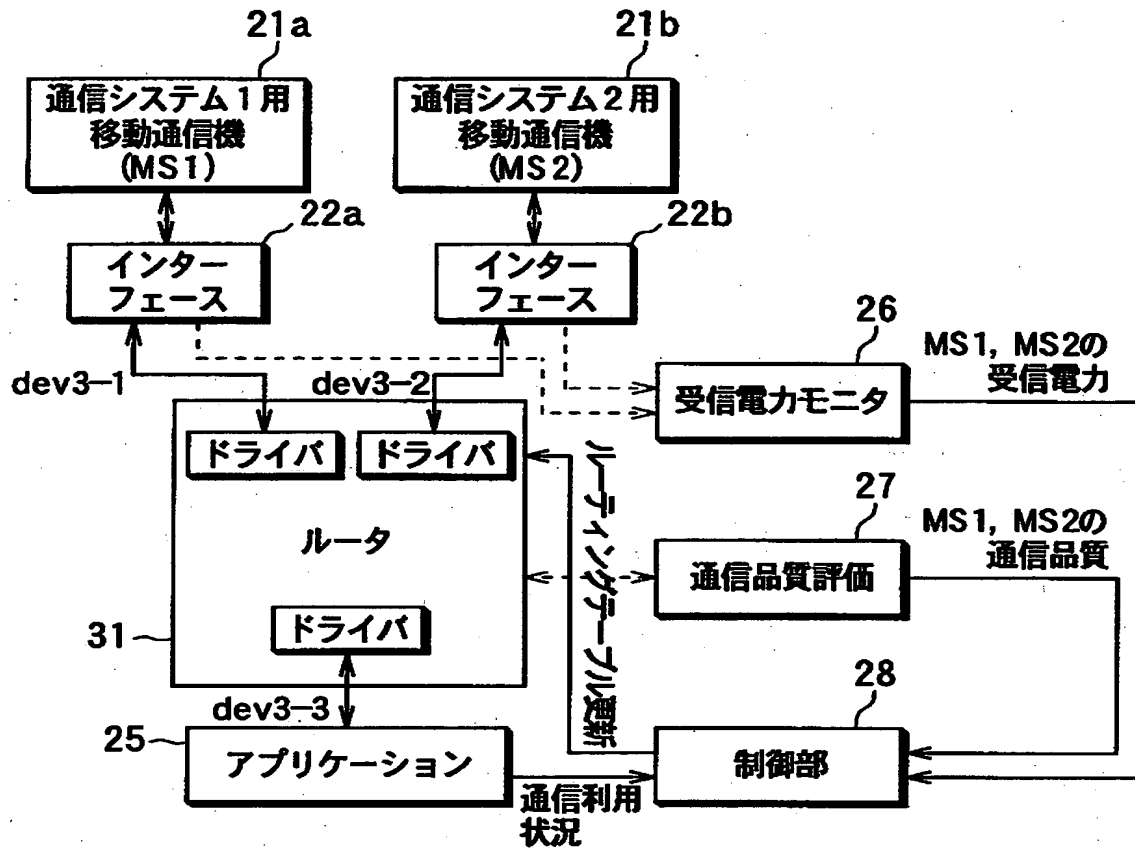 21a
21b
通信システム1用
移動通信機
(MS1)
通信システム2用
移動通信機
(MS2)
22a
22b
インター
フェース
インター
フェース
26
MS1, MS2の
受信電力
dev3-1
dev3-2
受信電力モニタ
ドライバ
ドライバ
ルーティングテーブル更新
27
MS1, MS2の
通信品質
ルータ
通信品質評価
ドライバ
31
28
dev3-3
25
アプリケーション
制御部
通信利用
状況